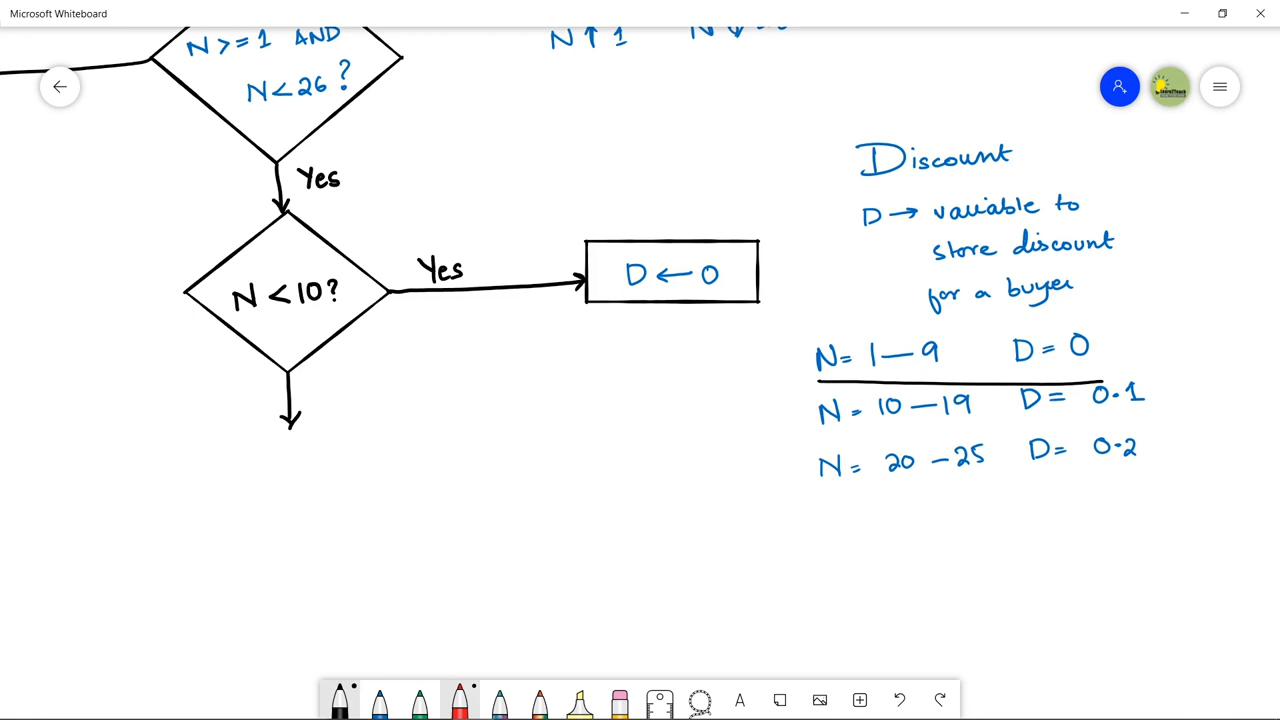 Microsoft Whiteboard
N >= 1 AND
N < 26 ?
N ↑ 1
Yes
N < 10?
Yes
D ← 0
Discount
D → variable to
store discount
for a buyer
N = 1 — 9 D = 0
N = 10 — 19 D = 0.1
N = 20 — 25 D = 0.2
A